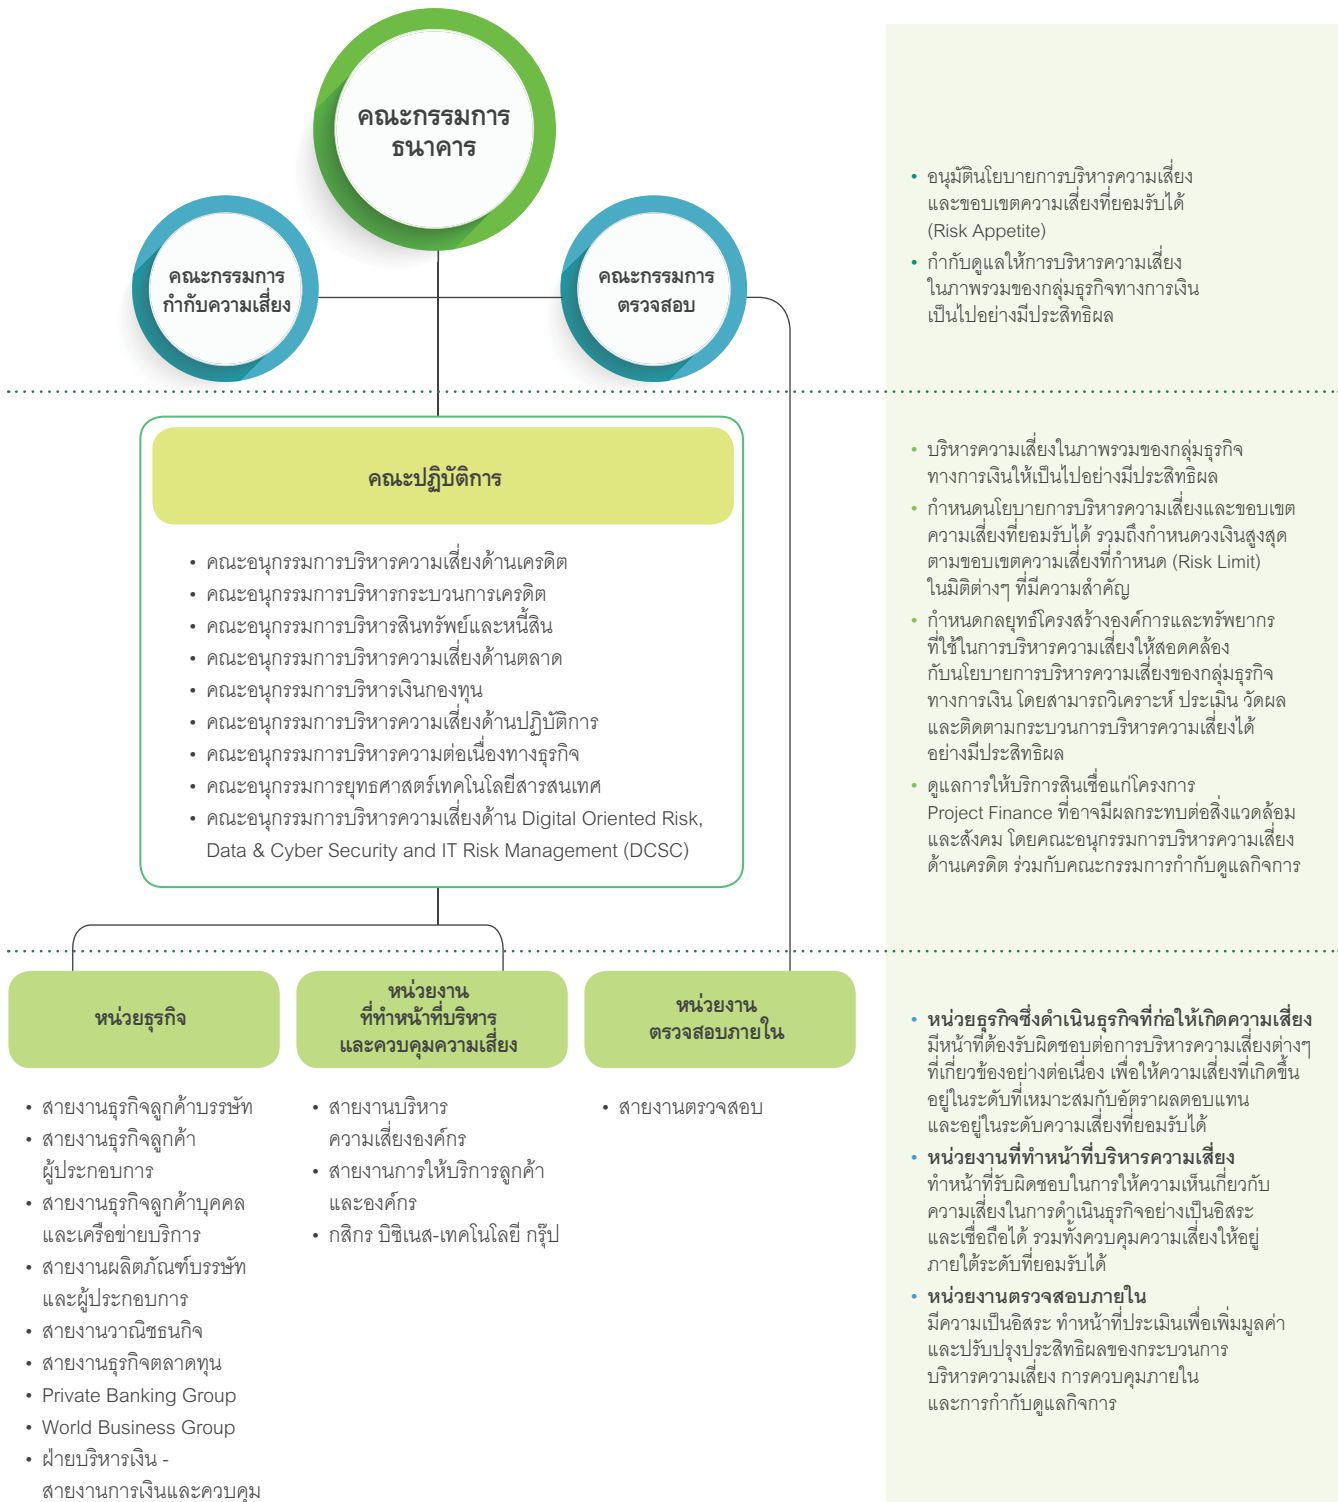 คณะกรรมการ
ธนาคาร
คณะกรรมการ
กำกับความเสี่ยง
คณะกรรมการ
ตรวจสอบ
• อนุมัตินโยบายการบริหารความเสี่ยง
และขอบเขตความเสี่ยงที่ยอมรับได้
(Risk Appetite)
• กำกับดูแลให้การบริหารความเสี่ยง
ในภาพรวมของกลุ่มธุรกิจทางการเงิน
เป็นไปอย่างมีประสิทธิผล
คณะปฏิบัติการ
• คณะอนุกรรมการบริหารความเสี่ยงด้านเครดิต
• คณะอนุกรรมการบริหารกระบวนการเครดิต
• คณะอนุกรรมการบริหารสินทรัพย์และหนี้สิน
• คณะอนุกรรมการบริหารความเสี่ยงด้านตลาด
• คณะอนุกรรมการบริหารเงินกองทุน
• คณะอนุกรรมการบริหารความเสี่ยงด้านปฏิบัติการ
• คณะอนุกรรมการบริหารความต่อเนื่องทางธุรกิจ
• คณะอนุกรรมการยุทธศาสตร์เทคโนโลยีสารสนเทศ
• คณะอนุกรรมการบริหารความเสี่ยงด้าน Digital Oriented Risk,
Data & Cyber Security and IT Risk Management (DCSC)
• บริหารความเสี่ยงในภาพรวมของกลุ่มธุรกิจ
ทางการเงินให้เป็นไปอย่างมีประสิทธิผล
• กำหนดนโยบายการบริหารความเสี่ยงและขอบเขต
ความเสี่ยงที่ยอมรับได้ รวมถึงกำหนดวงเงินสูงสุด
ตามขอบเขตความเสี่ยงที่กำหนด (Risk Limit)
ในมิติต่างๆ ที่มีความสำคัญ
• กำหนดกลยุทธ์โครงสร้างองค์การและทรัพยากร
ที่ใช้ในการบริหารความเสี่ยงให้สอดคล้อง
กับนโยบายการบริหารความเสี่ยงของกลุ่มธุรกิจ
ทางการเงิน โดยสามารถวิเคราะห์ ประเมิน วัดผล
และติดตามกระบวนการบริหารความเสี่ยงได้
อย่างมีประสิทธิผล
• ดูแลการให้บริการสินเชื่อแก่โครงการ
Project Finance ที่อาจมีผลกระทบต่อสิ่งแวดล้อม
และสังคม โดยคณะอนุกรรมการบริหารความเสี่ยง
ด้านเครดิต ร่วมกับคณะกรรมการกำกับดูแลกิจการ
หน่วยธุรกิจ
• สายงานธุรกิจลูกค้าบรรษัท
• สายงานธุรกิจลูกค้า
ผู้ประกอบการ
• สายงานธุรกิจลูกค้าบุคคล
และเครือข่ายบริการ
• สายงานผลิตภัณฑ์บรรษัท
และผู้ประกอบการ
• สายงานวาณิชธนกิจ
• สายงานธุรกิจตลาดทุน
• Private Banking Group
• World Business Group
• ฝ่ายบริหารเงิน -
สายงานการเงินและควบคุม
หน่วยงาน
ที่ทำหน้าที่บริหาร
และควบคุมความเสี่ยง
• สายงานบริหาร
ความเสี่ยงองค์กร
• สายงานการให้บริการลูกค้า
และองค์กร
• กสิกร บิซิเนส-เทคโนโลยี กรุ๊ป
หน่วยงาน
ตรวจสอบภายใน
• สายงานตรวจสอบ
• หน่วยธุรกิจซึ่งดำเนินธุรกิจที่ก่อให้เกิดความเสี่ยง
มีหน้าที่ต้องรับผิดชอบต่อการบริหารความเสี่ยงต่างๆ
ที่เกี่ยวข้องอย่างต่อเนื่อง เพื่อให้ความเสี่ยงที่เกิดขึ้น
อยู่ในระดับที่เหมาะสมกับอัตราผลตอบแทน
และอยู่ในระดับความเสี่ยงที่ยอมรับได้
• หน่วยงานที่ทำหน้าที่บริหารความเสี่ยง
ทำหน้าที่รับผิดชอบในการให้ความเห็นเกี่ยวกับ
ความเสี่ยงในการดำเนินธุรกิจอย่างเป็นอิสระ
และเชื่อถือได้ รวมทั้งควบคุมความเสี่ยงให้อยู่
ภายใต้ระดับที่ยอมรับได้
• หน่วยงานตรวจสอบภายใน
มีความเป็นอิสระ ทำหน้าที่ประเมินเพื่อเพิ่มมูลค่า
และปรับปรุงประสิทธิผลของกระบวนการ
บริหารความเสี่ยง การควบคุมภายใน
และการกำกับดูแลกิจการ